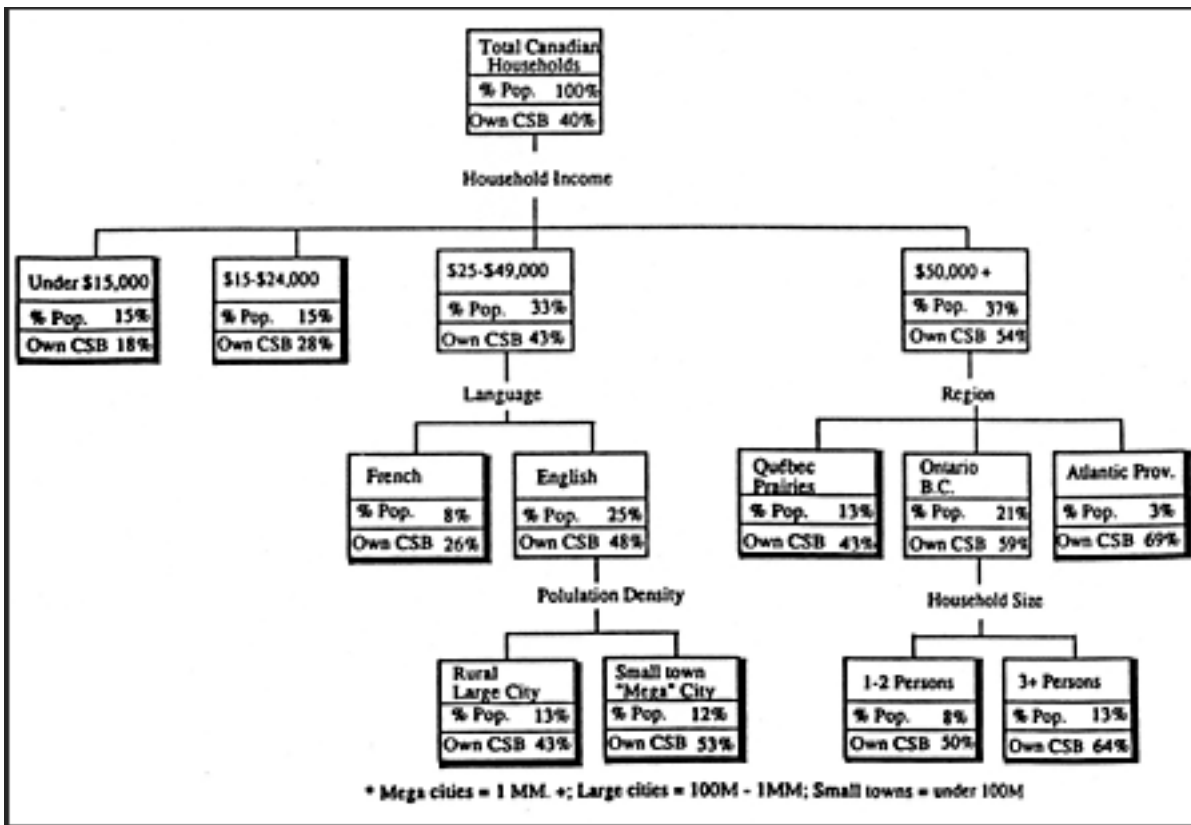 Total Canadian
Households
% Pop. 100%
Own CSB 40%
Household Income
Under $15,000
% Pop. 15%
Own CSB 18%
$15-$24,000
% Pop. 15%
Own CSB 28%
$25-$49,000
% Pop. 33%
Own CSB 43%
$50,000 +
% Pop. 37%
Own CSB 54%
Language
Region
French
% Pop. 8%
Own CSB 26%
English
% Pop. 25%
Own CSB 48%
Québec
Prairies
% Pop. 13%
Own CSB 43%
Ontario
B.C.
% Pop. 21%
Own CSB 59%
Atlantic Prov.
% Pop. 3%
Own CSB 69%
Polulation Density
Household Size
Rural
Large City
% Pop. 13%
Own CSB 43%
Small town
"Mega" City
% Pop. 12%
Own CSB 53%
1-2 Persons
% Pop. 8%
Own CSB 50%
3+ Persons
% Pop. 13%
Own CSB 64%
* Mega cities = 1 MM. +; Large cities = 100M - 1MM; Small towns = under 100M